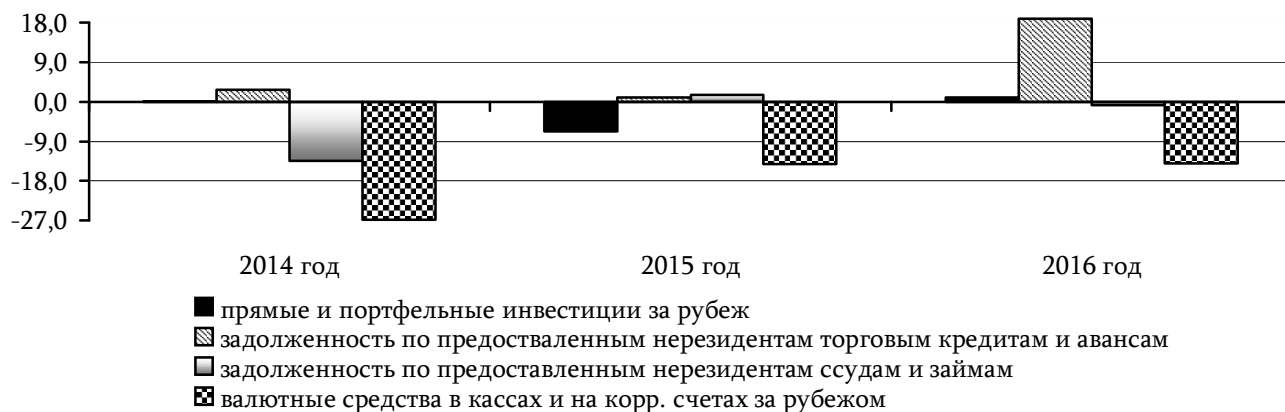 18,0
9,0
0,0
-9,0
-18,0
-27,0
2014 год 2015 год 2016 год
прямые и портфельные инвестиции за рубеж
задолженность по предостваленным нерезидентам торговым кредитам и авансам
задолженность по предоставленным нерезидентам ссудам и займам
валютные средства в кассах и на корр. счетах за рубежом